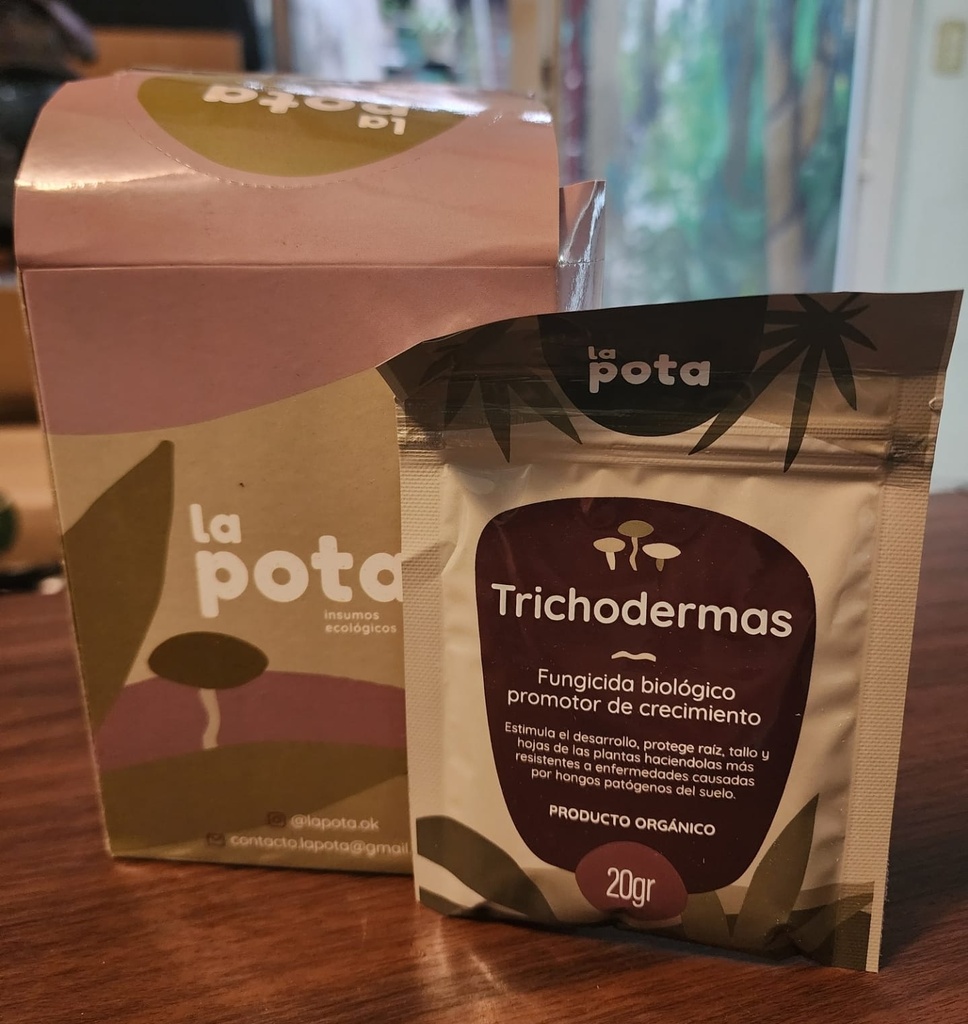 la
pota
la
pota
insumos
ecológicos
@lapota.ok
contacto.lapota@gmail
la
pota
Trichodermas
Fungicida biológico
promotor de crecimiento
Estimula el desarrollo, protege raíz, tallo y
hojas de las plantas haciendolas más
resistentes a enfermedades causadas
por hongos patógenos del suelo.
PRODUCTO ORGÁNICO
20gr